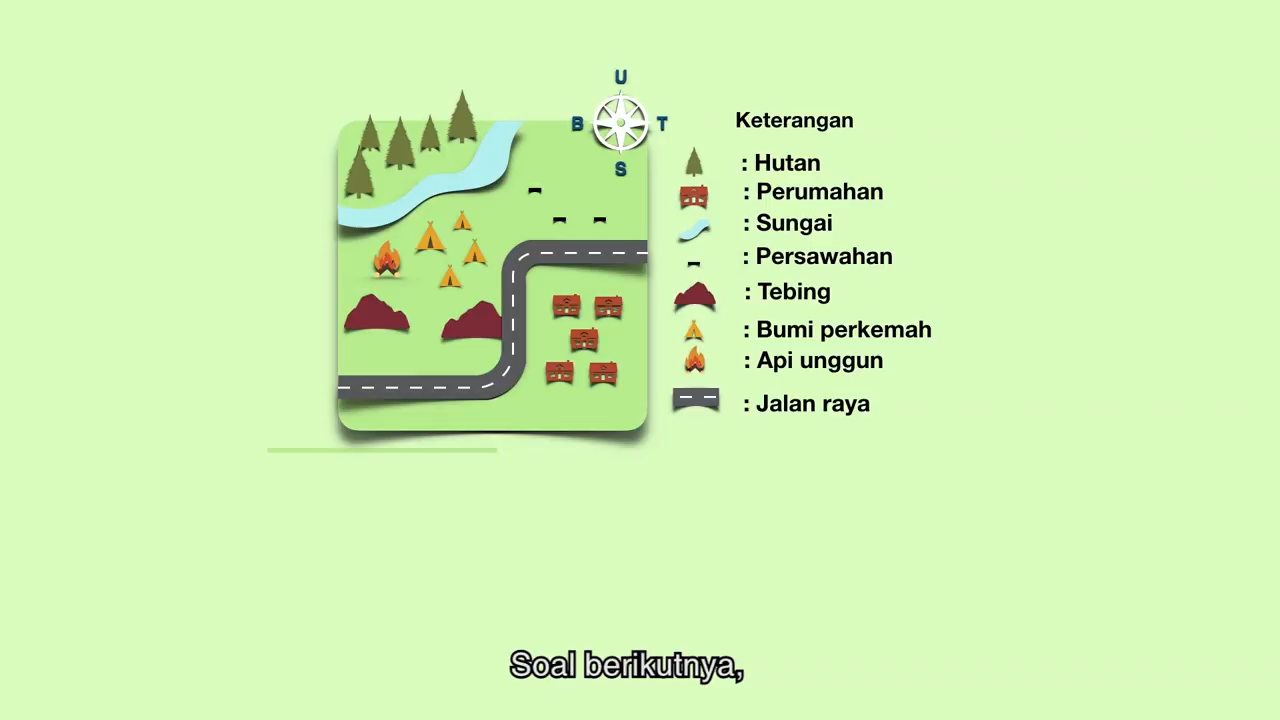 U
B
T
S
Keterangan
: Hutan
: Perumahan
: Sungai
: Persawahan
: Tebing
: Bumi perkemah
: Api unggun
: Jalan raya
Soal berikutnya,